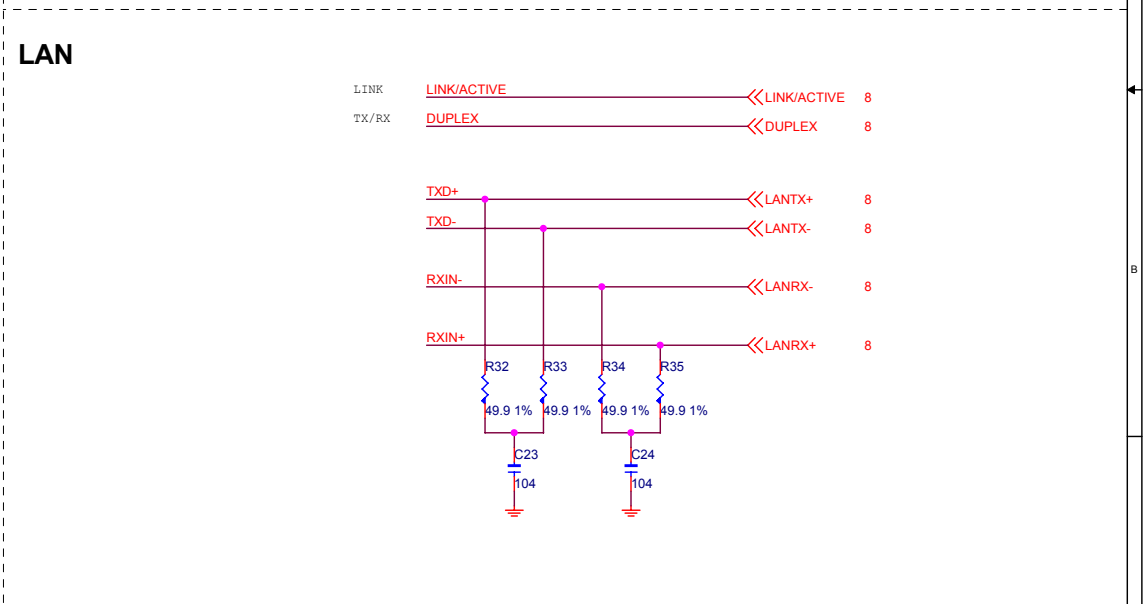 LAN
LINK LINK/ACTIVE LINK/ACTIVE 8
TX/RX DUPLEX DUPLEX 8
TXD+ LANTX+ 8
TXD- LANTX- 8
RXIN- LANRX- 8
B
RXIN+ LANRX+ 8
R32 R33 R34 R35
49.9 1% 49.9 1% 49.9 1% 49.9 1%
C23 C24
104 104